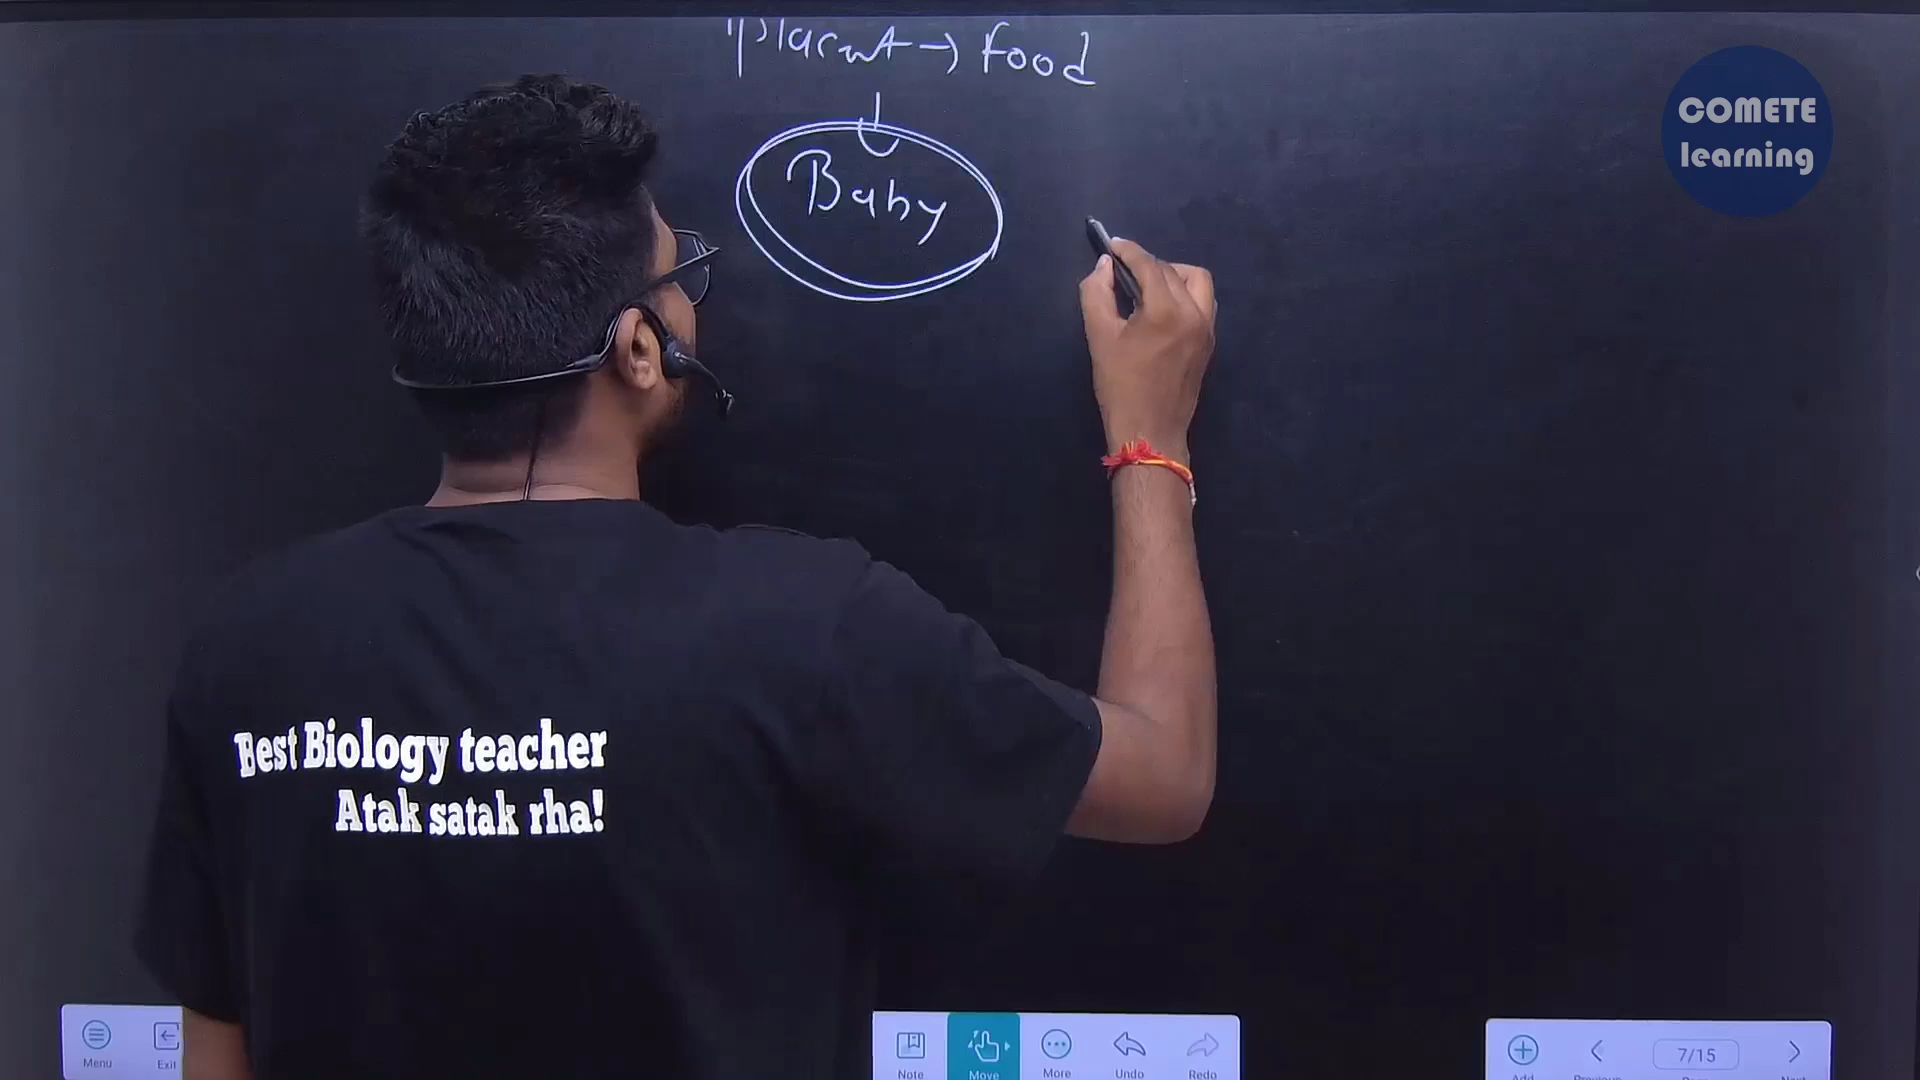 → Food
Baby
COMETE
learning
Best Biology teacher
Atak satak rha!
Menu
Exit
Note
Move
More
Undo
Redo
Add
7/15